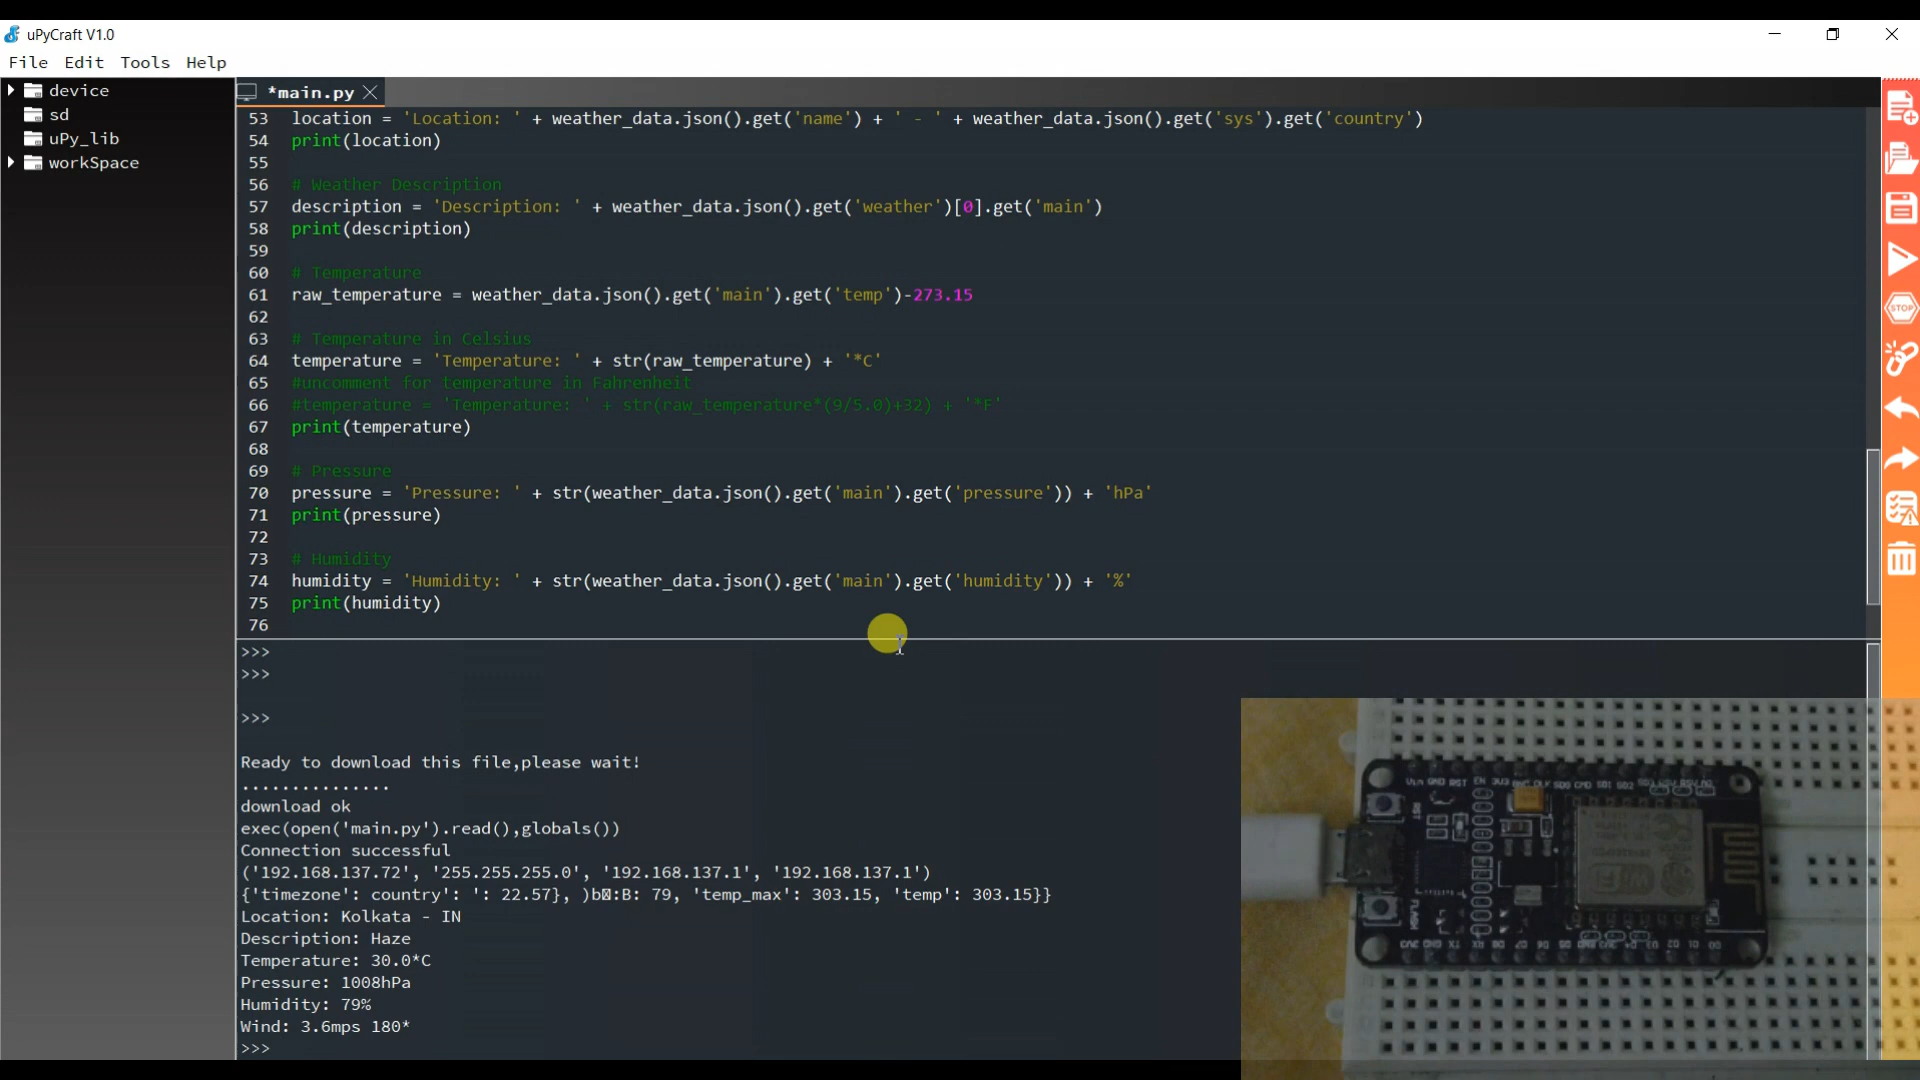 uPyCraft V1.0
File Edit Tools Help
device
sd
uPy_lib
workSpace
*main.py
53 location = 'Location: ' + weather_data.json().get('name') + ' - ' + weather_data.json().get('sys').get('country')
54 print(location)
55
56 # Weather Description
57 description = 'Description: ' + weather_data.json().get('weather')[0].get('main')
58 print(description)
59
60 # Temperature
61 raw_temperature = weather_data.json().get('main').get('temp')-273.15
62
63 # Temperature in Celsius
64 temperature = 'Temperature: ' + str(raw_temperature) + '*C'
65 #uncomment for temperature in Fahrenheit
66 #temperature = 'Temperature: ' + str(raw_temperature*(9/5.0)+32) + '*F'
67 print(temperature)
68
69 # Pressure
70 pressure = 'Pressure: ' + str(weather_data.json().get('main').get('pressure')) + 'hPa'
71 print(pressure)
72
73 # Humidity
74 humidity = 'Humidity: ' + str(weather_data.json().get('main').get('humidity')) + '%'
75 print(humidity)
76
>>>
>>>
>>>
Ready to download this file,please wait!
...............
download ok
exec(open('main.py').read(),globals())
Connection successful
('192.168.137.72', '255.255.255.0', '192.168.137.1', '192.168.137.1')
{'timezone': country': ': 22.57}, )b:B: 79, 'temp_max': 303.15, 'temp': 303.15}}
Location: Kolkata - IN
Description: Haze
Temperature: 30.0*C
Pressure: 1008hPa
Humidity: 79%
Wind: 3.6mps 180*
>>>
STOP
Vin GND RST EN 3V3
RST
FLASH